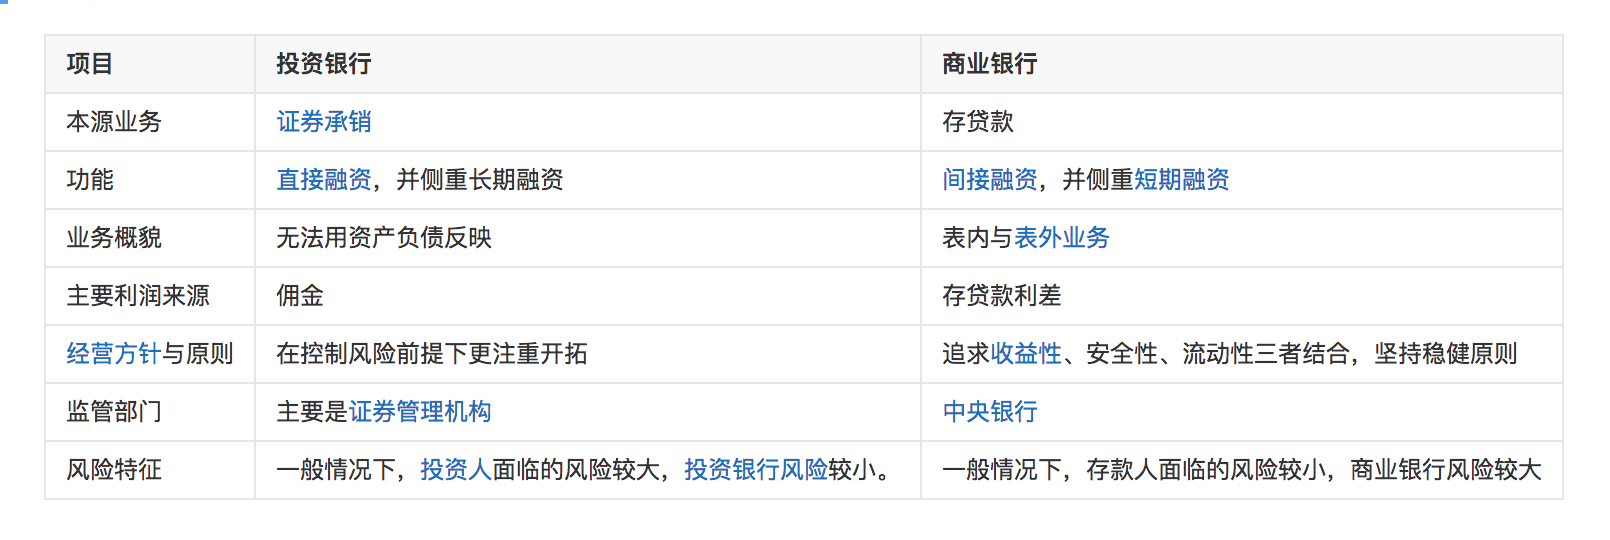 项目 投资银行 商业银行
本源业务 证券承销 存贷款
功能 直接融资，并侧重长期融资 间接融资，并侧重短期融资
业务概貌 无法用资产负债反映 表内与表外业务
主要利润来源 佣金 存贷款利差
经营方针与原则 在控制风险前提下更注重开拓 追求收益性、安全性、流动性三者结合，坚持稳健原则
监管部门 主要是证券管理机构 中央银行
风险特征 一般情况下，投资人面临的风险较大，投资银行风险较小。 一般情况下，存款人面临的风险较小，商业银行风险较大